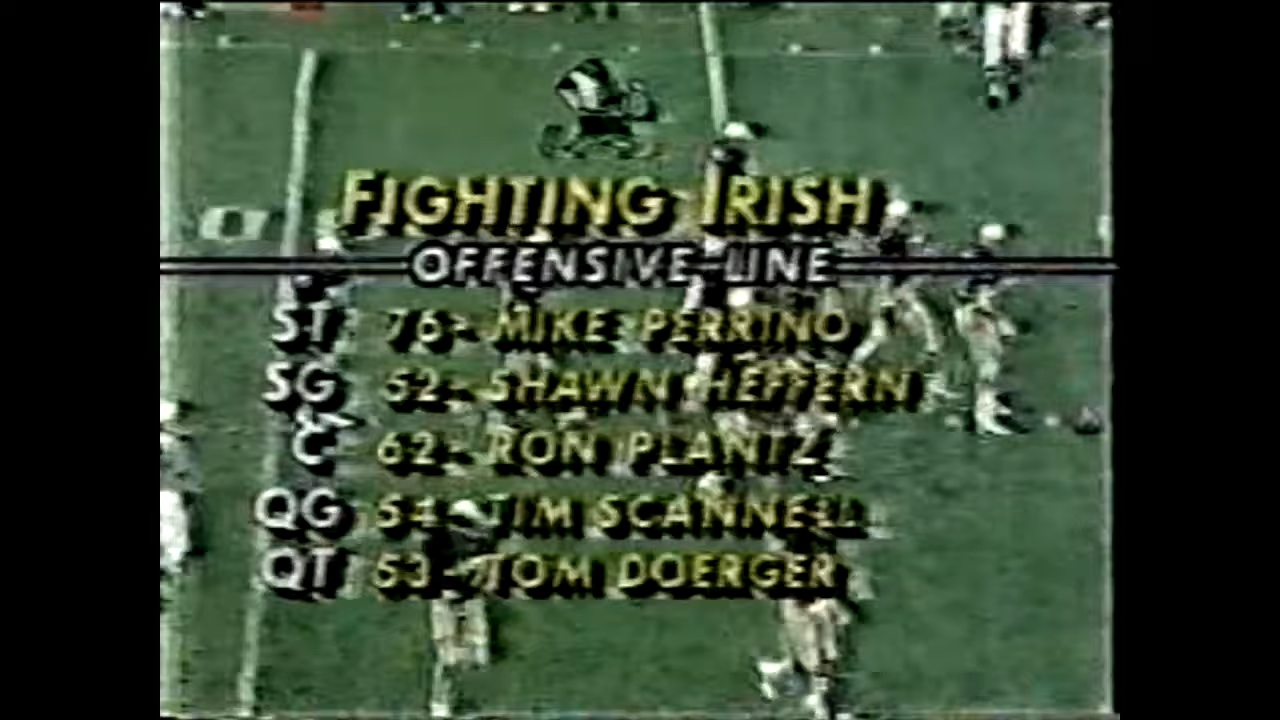 FIGHTING IRISH
OFFENSIVE LINE
ST 76 - MIKE PERRINO
SG 52 - SHAWN HEFFERN
C 62 - RON PLANTZ
QG 54 - TIM SCANNELL
QT 53 - TOM DOERGER